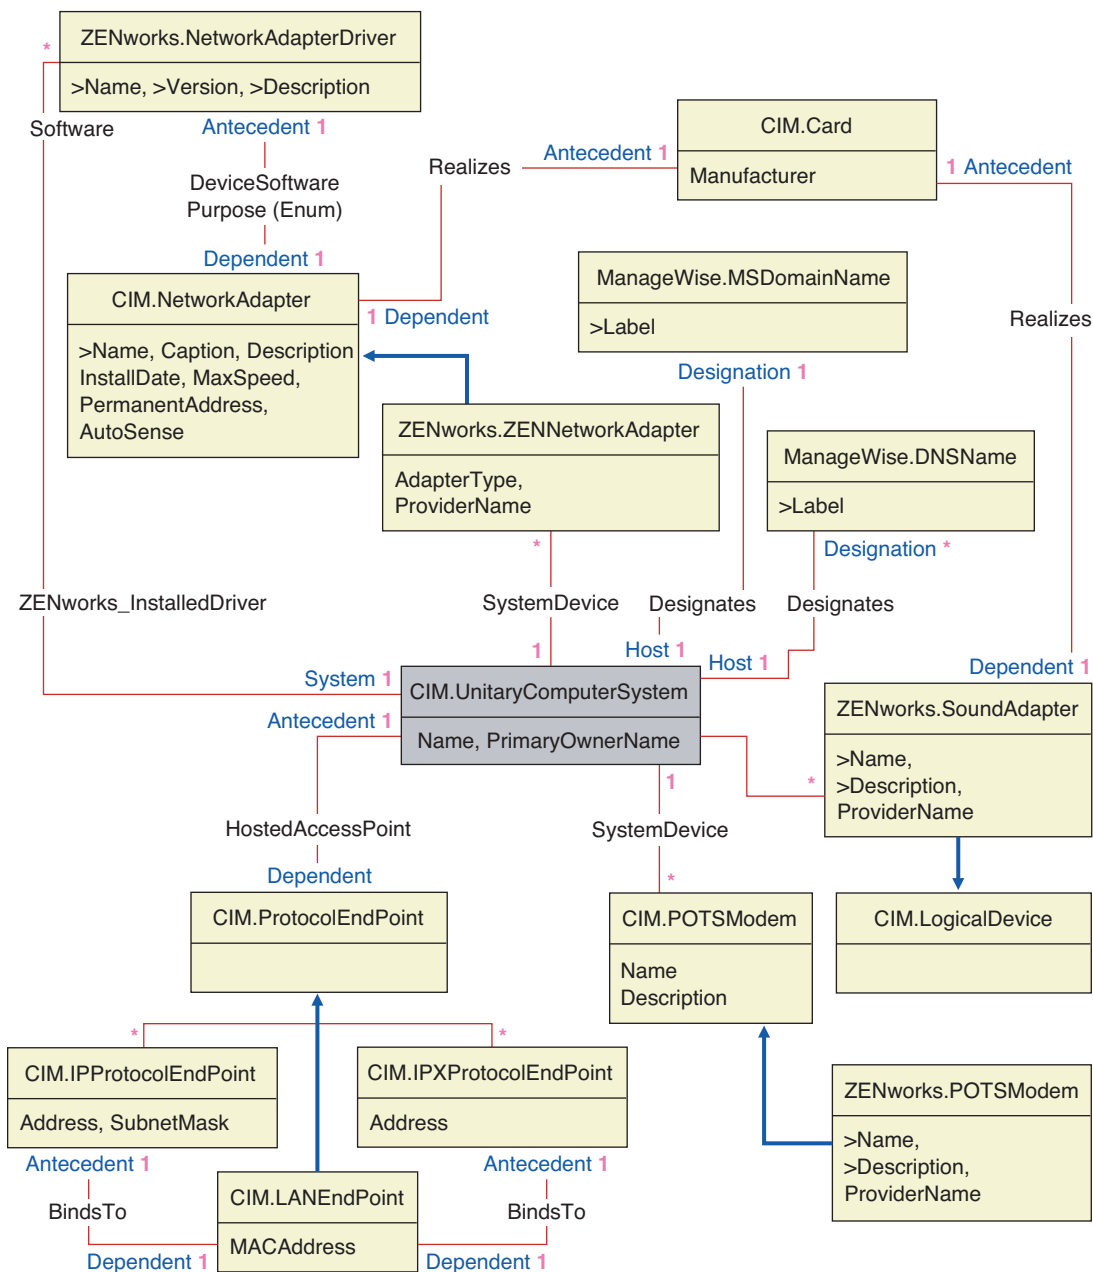 ZENworks.NetworkAdapterDriver
*
>Name, >Version, >Description
Software
Antecedent 1
DeviceSoftware
Purpose (Enum)
Dependent 1
Realizes
Antecedent 1
CIM.Card
Manufacturer
1 Antecedent
Realizes
CIM.NetworkAdapter
>Name, Caption, Description
InstallDate, MaxSpeed,
PermanentAddress,
AutoSense
1 Dependent
ManageWise.MSDomainName
>Label
Designation 1
ZENworks.ZENNetworkAdapter
AdapterType,
ProviderName
*
ManageWise.DNSName
>Label
Designation *
ZENworks_InstalledDriver
SystemDevice
Designates
Designates
1
Host 1
Host 1
Dependent 1
System 1
Antecedent 1
CIM.UnitaryComputerSystem
Name, PrimaryOwnerName
ZENworks.SoundAdapter
>Name,
>Description,
ProviderName
*
1
HostedAccessPoint
SystemDevice
Dependent
*
CIM.ProtocolEndPoint
CIM.POTSModem
Name
Description
CIM.LogicalDevice
*
*
CIM.IPProtocolEndPoint
Address, SubnetMask
CIM.IPXProtocolEndPoint
Address
ZENworks.POTSModem
>Name,
>Description,
ProviderName
Antecedent 1
Antecedent 1
BindsTo
CIM.LANEndPoint
MACAddress
BindsTo
Dependent 1
Dependent 1